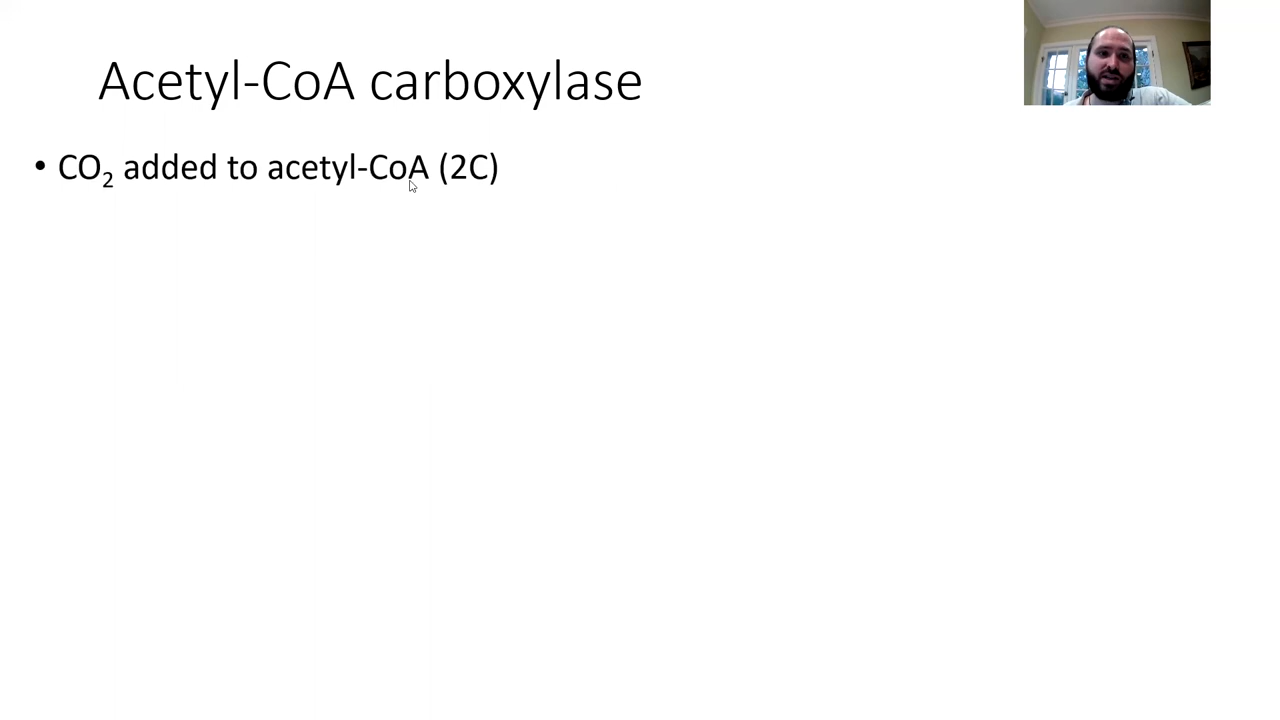 Acetyl-CoA carboxylase
• CO₂ added to acetyl-CoA (2C)